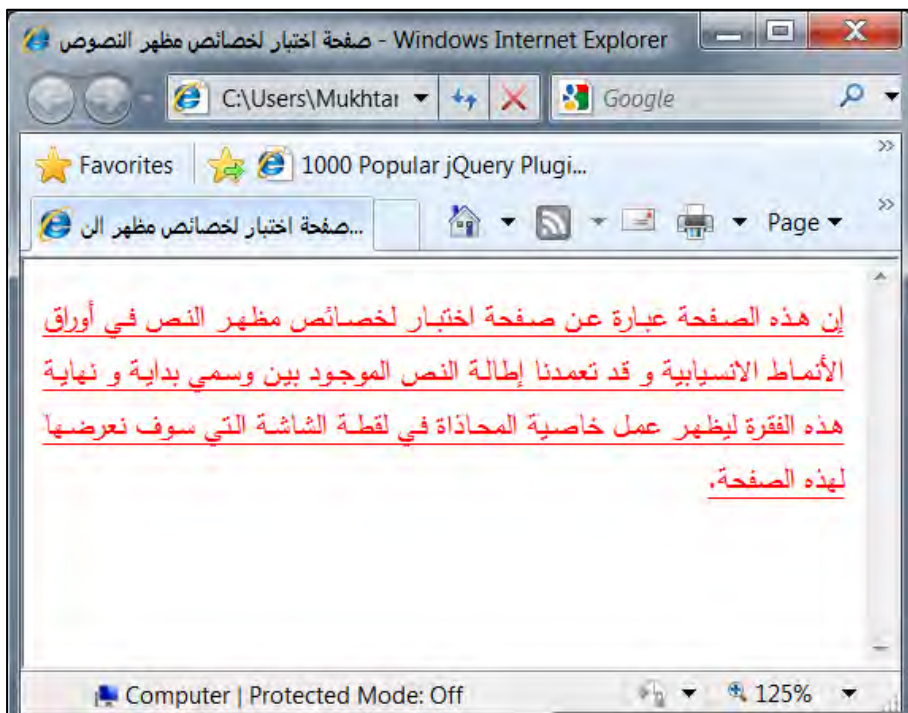 صفحة اختبار لخصائص مظهر النصوص - Windows Internet Explorer
C:\Users\Mukhtar Google
Favorites 1000 Popular jQuery Plugi...
صفحة اختبار لخصائص مظهر الن... Page
إن هذه الصفحة عبارة عن صفحة اختبار لخصائص مظهر النص في أوراق
الأنماط الانسيابية و قد تعمدنا إطالة النص الموجود بين وسمي بداية و نهاية
هذه الفقرة ليظهر عمل خاصية المحاذاة في لقطة الشاشة التي سوف نعرضها
لهذه الصفحة.
Computer | Protected Mode: Off 125%